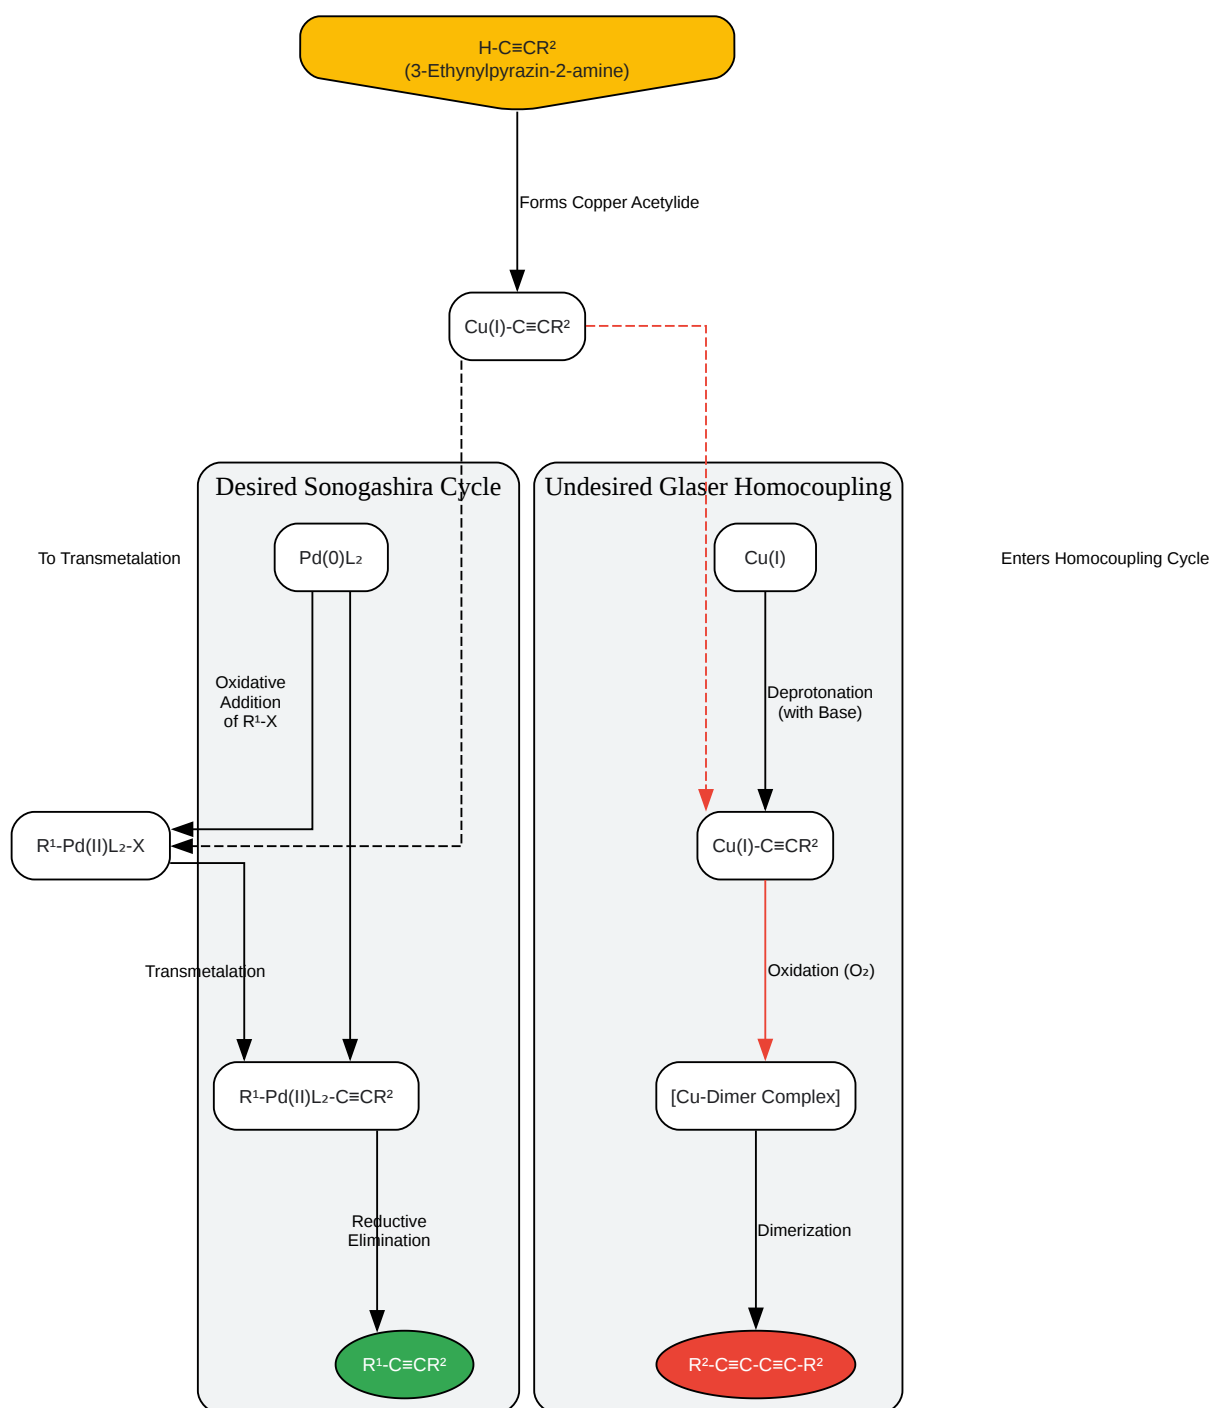 H-C≡CR²
(3-Ethynylpyrazin-2-amine)
Forms Copper Acetylide
Cu(I)-C≡CR²
Desired Sonogashira Cycle
Undesired Glaser Homocoupling
To Transmetalation
Pd(0)L₂
Cu(I)
Enters Homocoupling Cycle
Oxidative
Addition
of R¹-X
Deprotonation
(with Base)
R¹-Pd(II)L₂-X
Cu(I)-C≡CR²
Transmetalation
Oxidation (O₂)
R¹-Pd(II)L₂-C≡CR²
[Cu-Dimer Complex]
Reductive
Elimination
Dimerization
R¹-C≡CR²
R²-C≡C-C≡C-R²